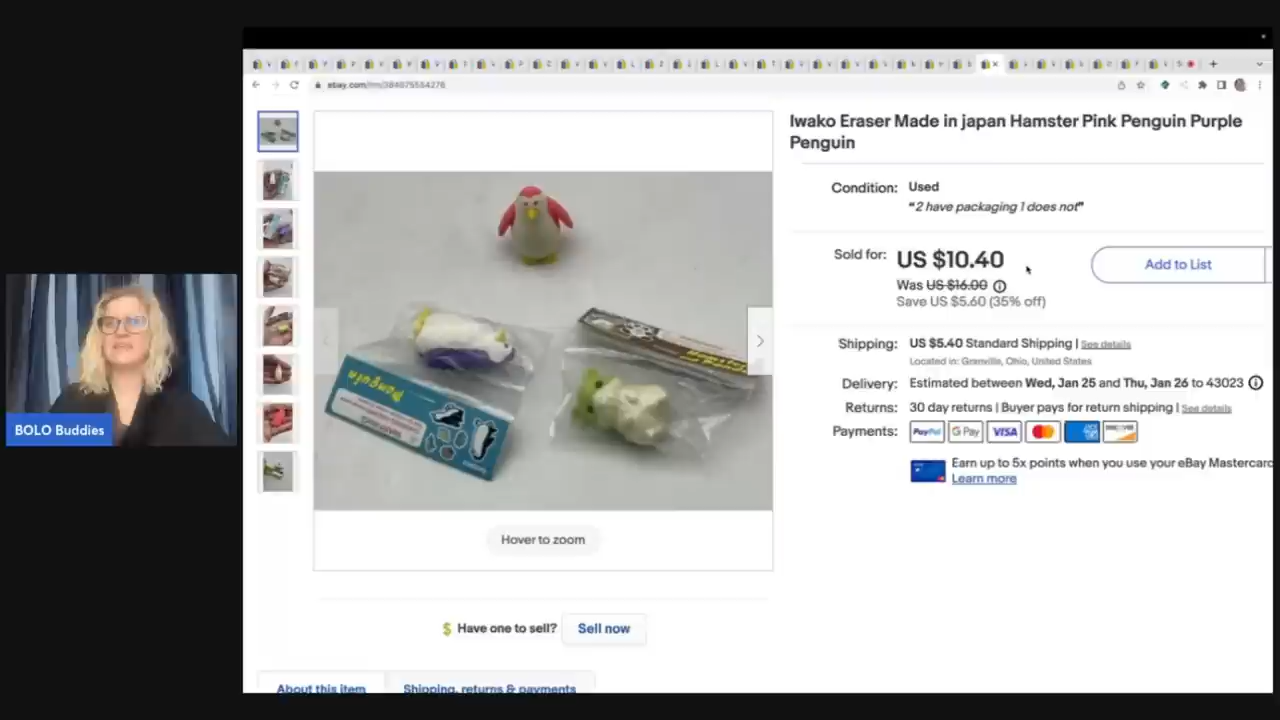 ebay.com/itm/384075554276
Iwako Eraser Made in japan Hamster Pink Penguin Purple
Penguin
Condition: Used
"2 have packaging 1 does not"
Sold for: US $10.40
Add to List
Was US $16.00
Save US $5.60 (35% off)
Shipping: US $5.40 Standard Shipping | See details
Located in: Granville, Ohio, United States
Delivery: Estimated between Wed, Jan 25 and Thu, Jan 26 to 43023
Returns: 30 day returns | Buyer pays for return shipping | See details
Payments: PayPal G Pay VISA
Earn up to 5x points when you use your eBay Mastercard
Learn more
Penguin
BOLO Buddies
Hover to zoom
$ Have one to sell? Sell now
About this item Shipping, returns & payments